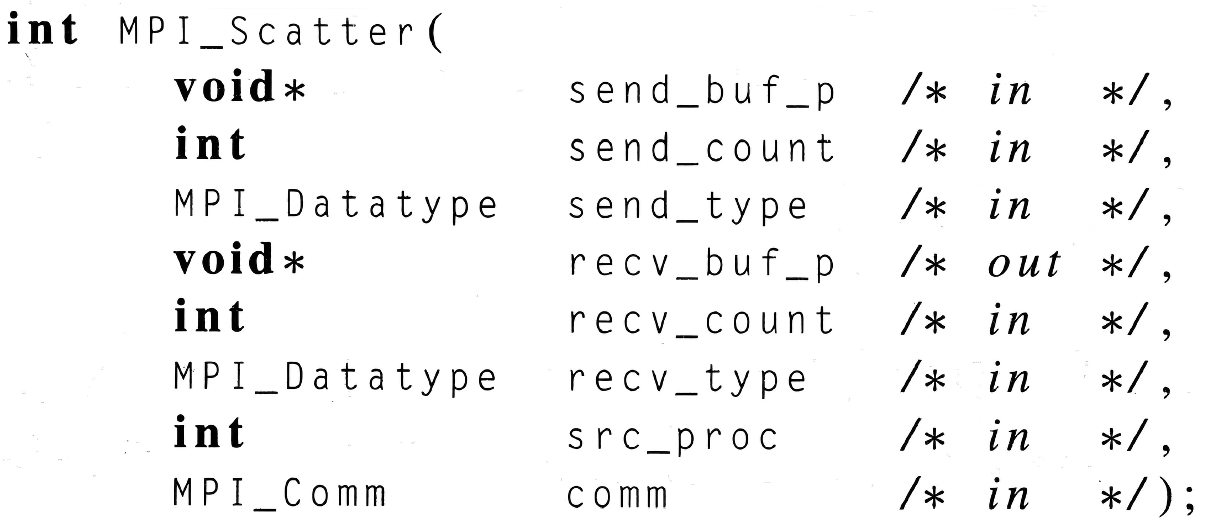 int MPI_Scatter(
void* send_buf_p /* in */,
int send_count /* in */,
MPI_Datatype send_type /* in */,
void* recv_buf_p /* out */,
int recv_count /* in */,
MPI_Datatype recv_type /* in */,
int src_proc /* in */,
MPI_Comm comm /* in */);